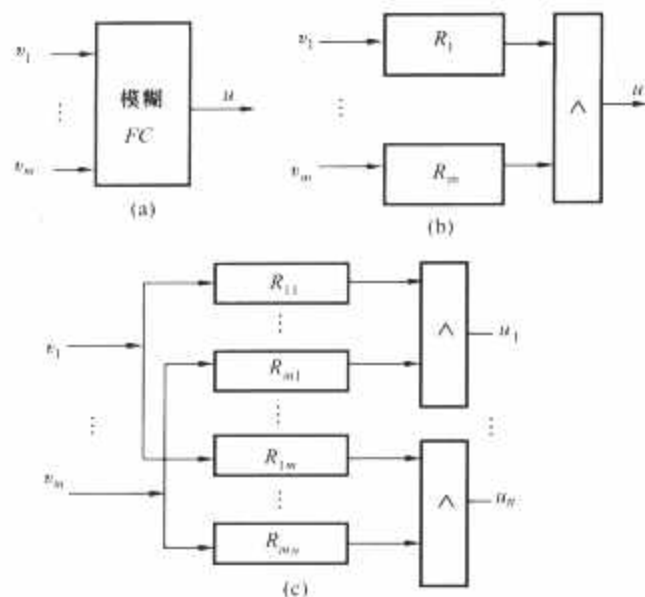 v₁
⋮
vₘ
模糊
FC
u
(a)
v₁
⋮
vₘ
R₁
Rₘ
∧
u
(b)
v₁
⋮
vₘ
R₁₁
⋮
Rₘ₁
⋮
R₁ₘ
⋮
Rₘₙ
∧
u₁
⋮
∧
uₙ
(c)